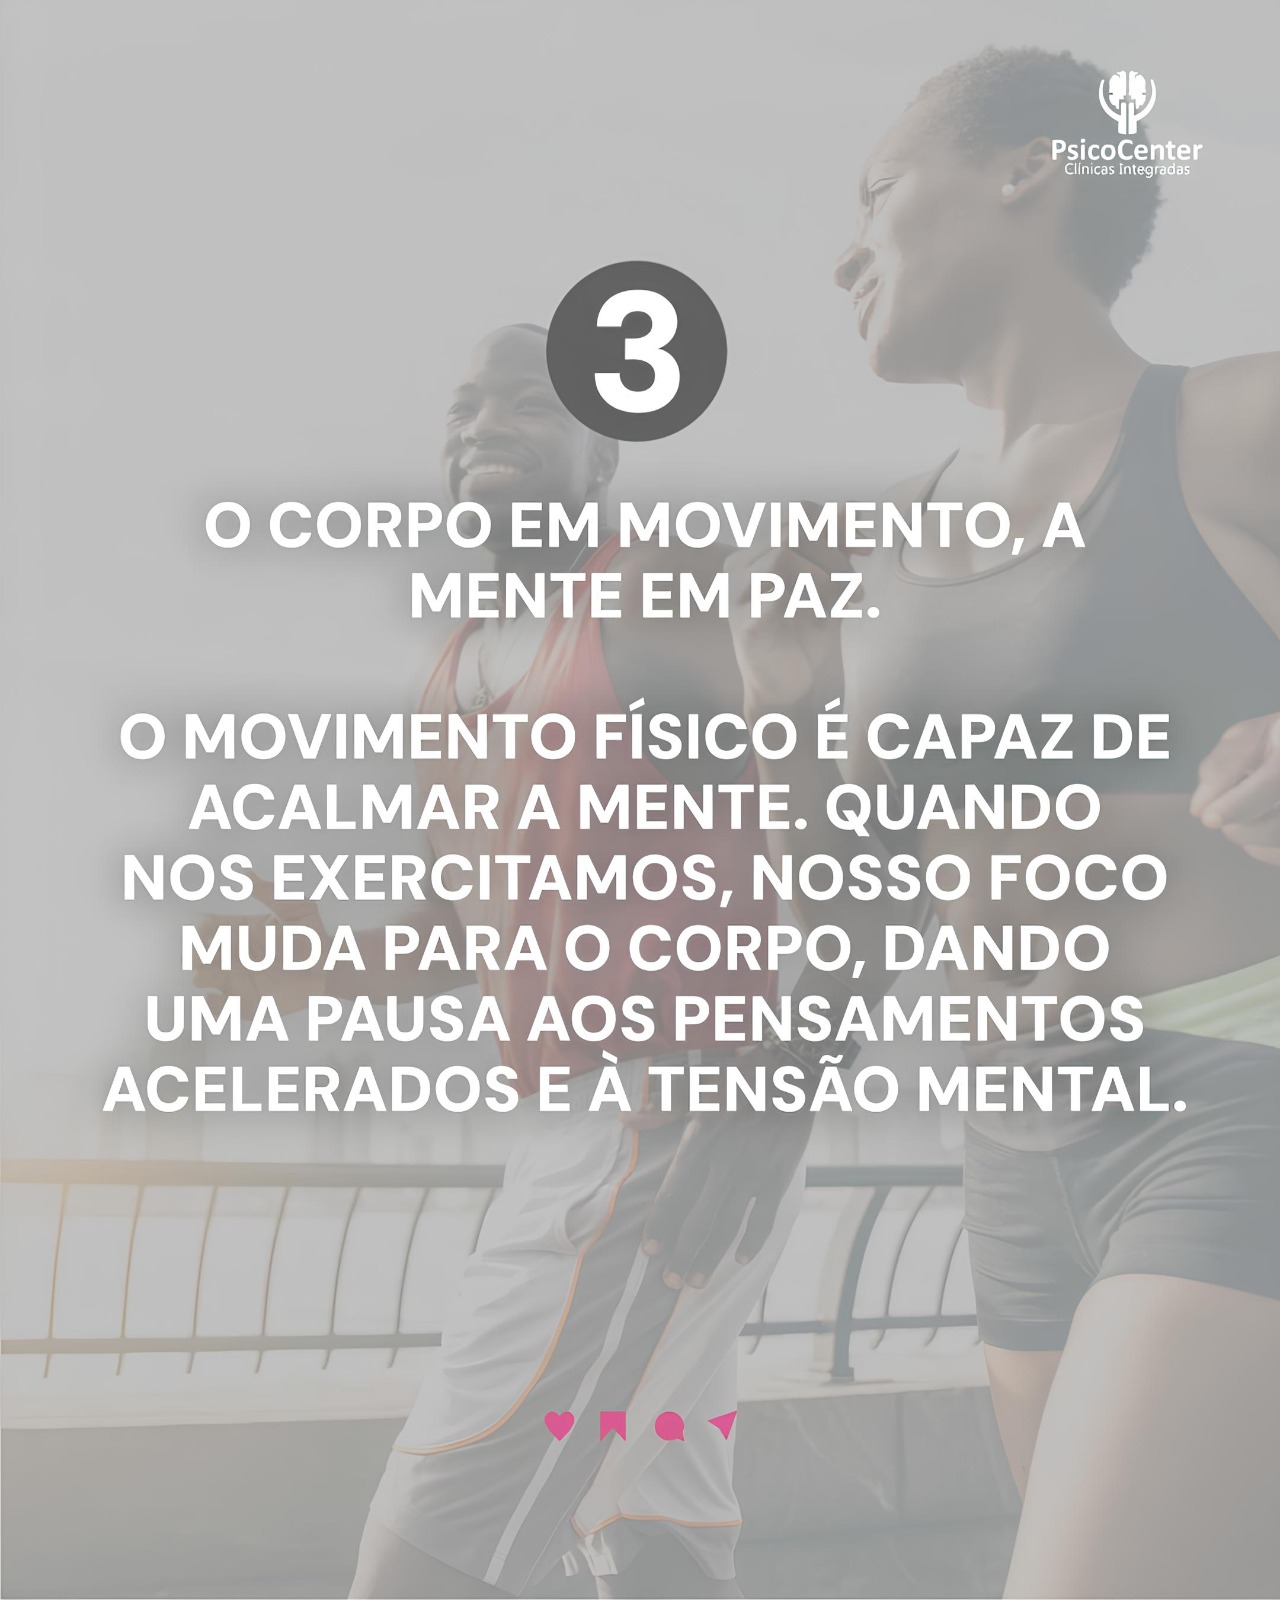 PsicoCenter
Clínicas Integradas
3
O CORPO EM MOVIMENTO, A
MENTE EM PAZ.
O MOVIMENTO FÍSICO É CAPAZ DE
ACALMAR A MENTE. QUANDO
NOS EXERCITAMOS, NOSSO FOCO
MUDA PARA O CORPO, DANDO
UMA PAUSA AOS PENSAMENTOS
ACELERADOS E À TENSÃO MENTAL.